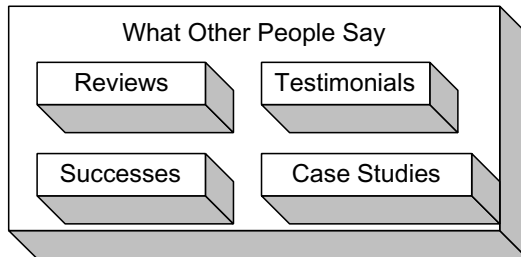 What Other People Say
Reviews
Testimonials
Successes
Case Studies